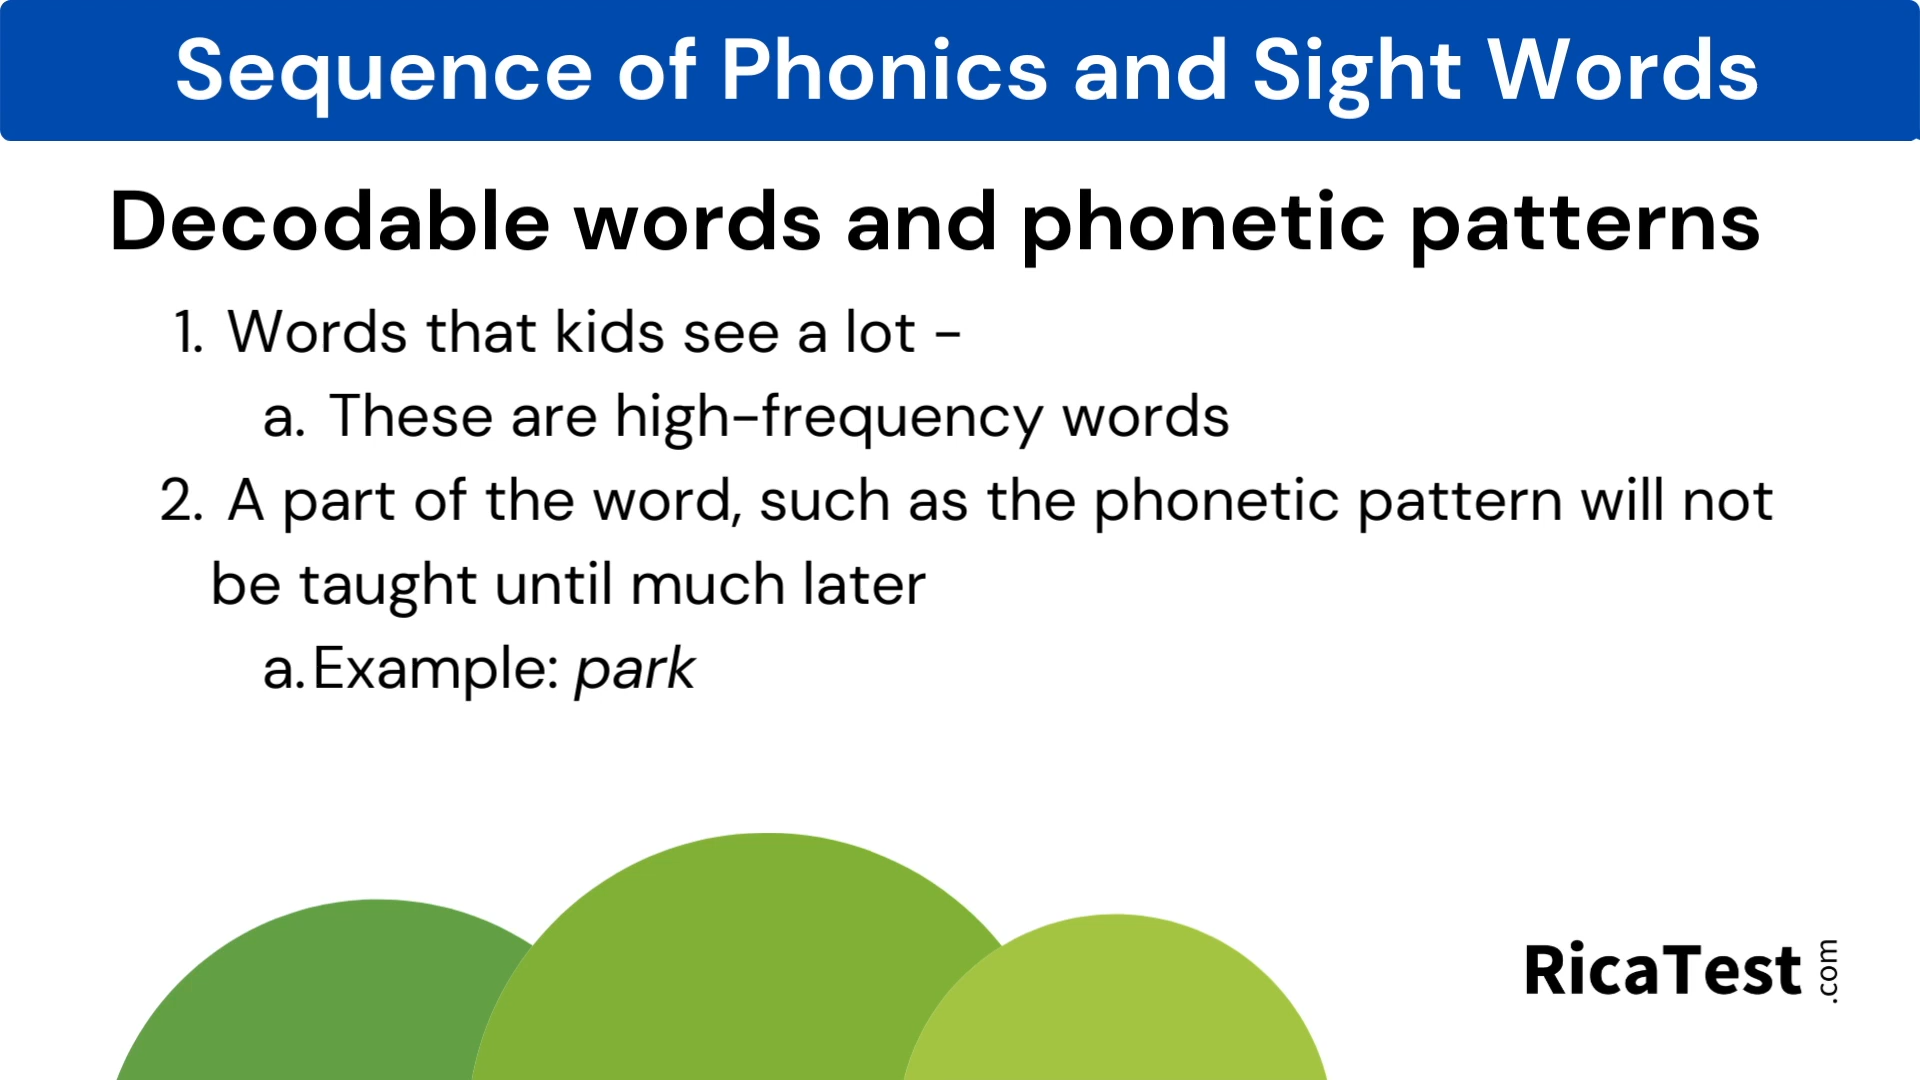 Sequence of Phonics and Sight Words
Decodable words and phonetic patterns
1. Words that kids see a lot -
a. These are high-frequency words
2. A part of the word, such as the phonetic pattern will not
be taught until much later
a. Example: park
RicaTest.com